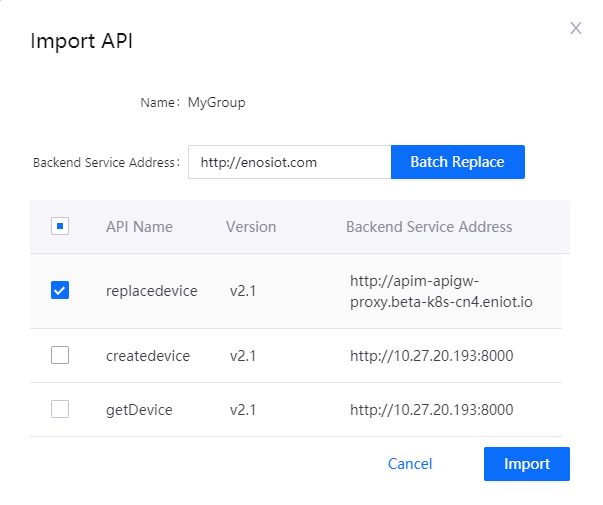 Import API
X
Name: MyGroup
Backend Service Address: http://enosiot.com Batch Replace
API Name Version Backend Service Address
replacedevice v2.1 http://apim-apigw-
proxy.beta-k8s-cn4.eniot.io
createdevice v2.1 http://10.27.20.193:8000
getDevice v2.1 http://10.27.20.193:8000
Cancel Import